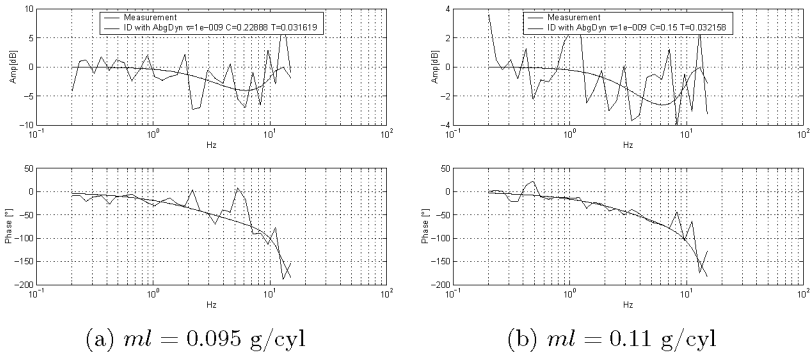 Measurement
ID with AbgDyn τ=1e-009 C=0.22888 T=0.031619
Amp[dB]
10
5
0
-5
-10
10^-1
10^0
10^1
10^2
Hz
Phase [°]
50
0
-50
-100
-150
-200
10^-1
10^0
10^1
10^2
Hz
(a) ml = 0.095 g/cyl
Measurement
ID with AbgDyn τ=1e-009 C=0.15 T=0.032158
Amp[dB]
4
2
0
-2
-4
10^-1
10^0
10^1
10^2
Hz
Phase [°]
50
0
-50
-100
-150
-200
10^-1
10^0
10^1
10^2
Hz
(b) ml = 0.11 g/cyl